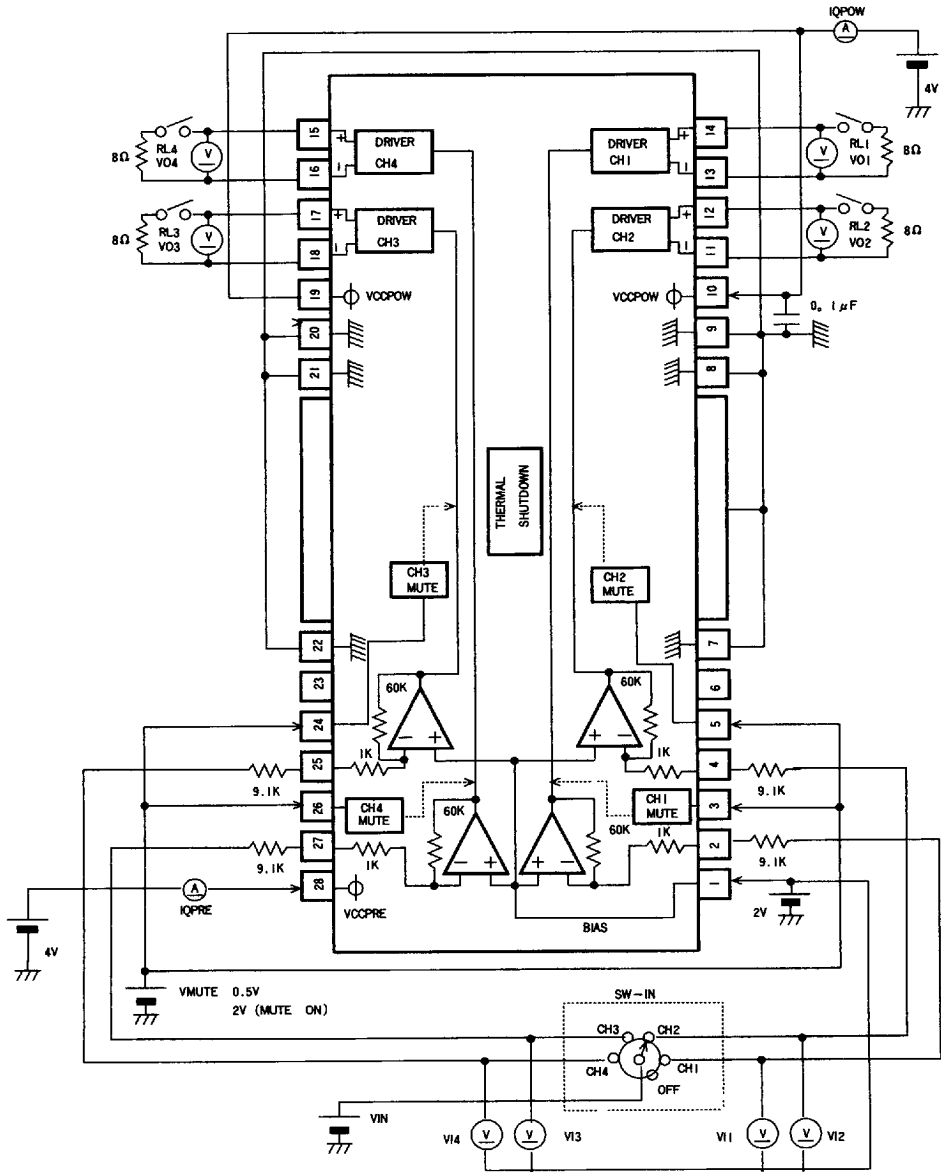 IQPOW
A
4V
15
+
DRIVER
CH4
16
−
8Ω
RL4
VO4
V
17
+
DRIVER
CH3
18
−
8Ω
RL3
VO3
V
19
VCCPOW
20
21
14
+
DRIVER
CH1
13
−
RL1
VO1
V
8Ω
12
+
DRIVER
CH2
11
−
RL2
VO2
V
8Ω
VCCPOW
10
0.1μF
9
8
THERMAL
SHUTDOWN
CH3
MUTE
CH2
MUTE
22
23
24
25
26
27
28
7
6
5
4
3
2
1
60K
60K
− +
+ −
1K
1K
9.1K
9.1K
CH4
MUTE
60K
60K
CH1
MUTE
1K
1K
− +
+ −
9.1K
9.1K
A
IQPRE
VCCPRE
BIAS
2V
4V
VMUTE 0.5V
2V (MUTE ON)
SW-IN
CH3
CH2
CH4
CH1
OFF
VIN
VI4
V
V
VI3
VI1
V
V
VI2